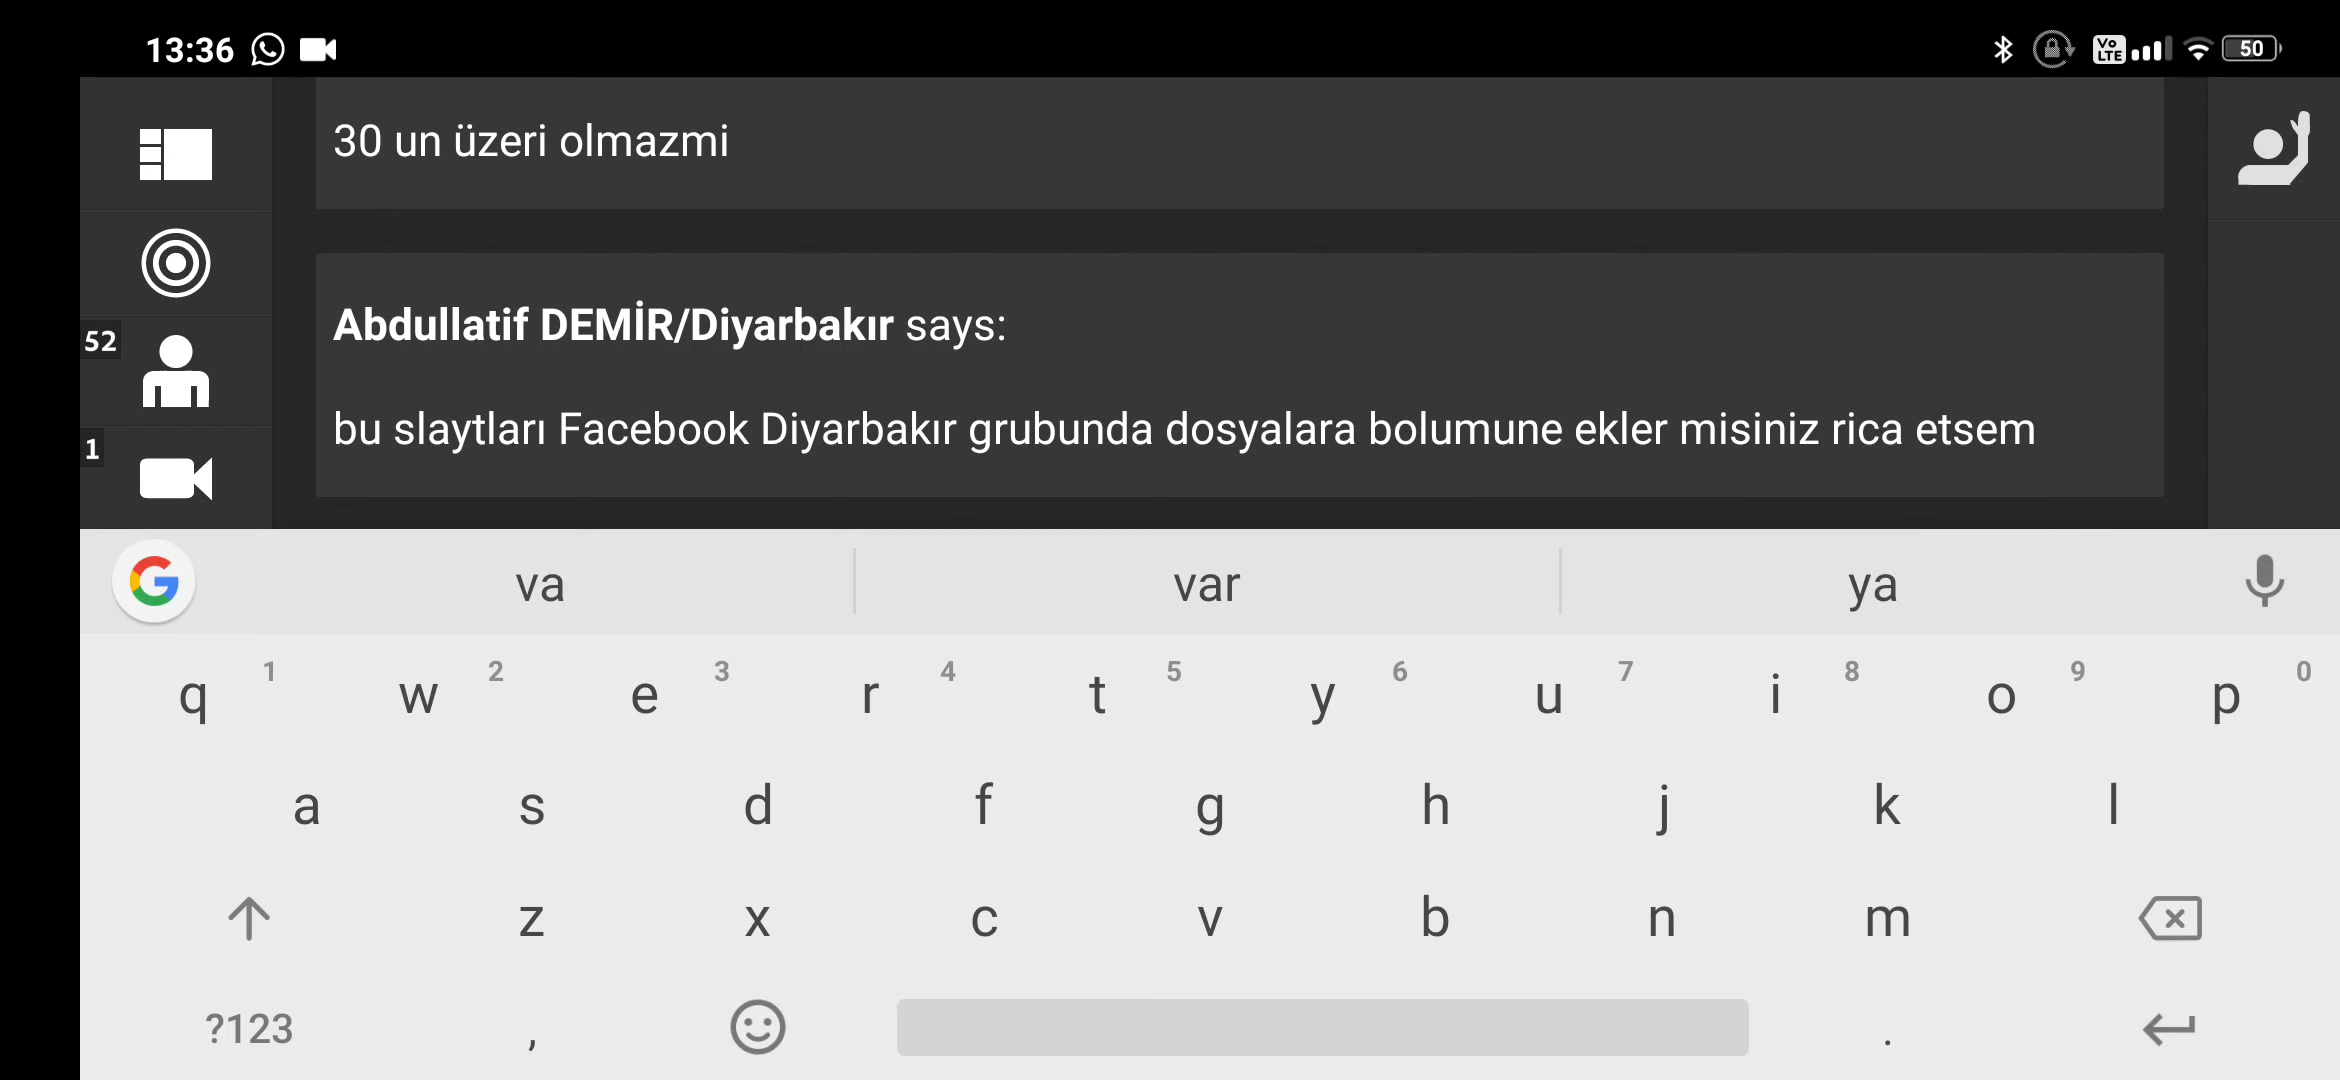 13:36
Vo LTE
50
30 un üzeri olmazmi
52
Abdullatif DEMİR/Diyarbakır says:
1
bu slaytları Facebook Diyarbakır grubunda dosyalara bolumune ekler misiniz rica etsem
va var ya
q 1 w 2 e 3 r 4 t 5 y 6 u 7 i 8 o 9 p 0
a s d f g h j k l
z x c v b n m
?123 , .